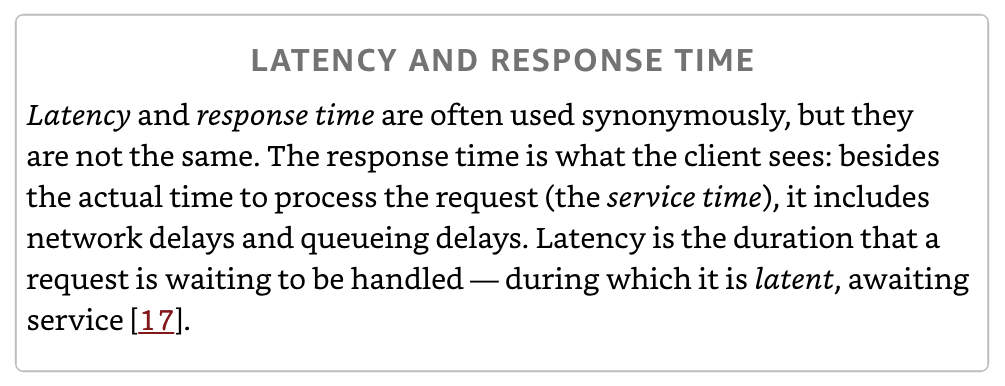 LATENCY AND RESPONSE TIME
Latency and response time are often used synonymously, but they
are not the same. The response time is what the client sees: besides
the actual time to process the request (the service time), it includes
network delays and queueing delays. Latency is the duration that a
request is waiting to be handled — during which it is latent, awaiting
service [17].